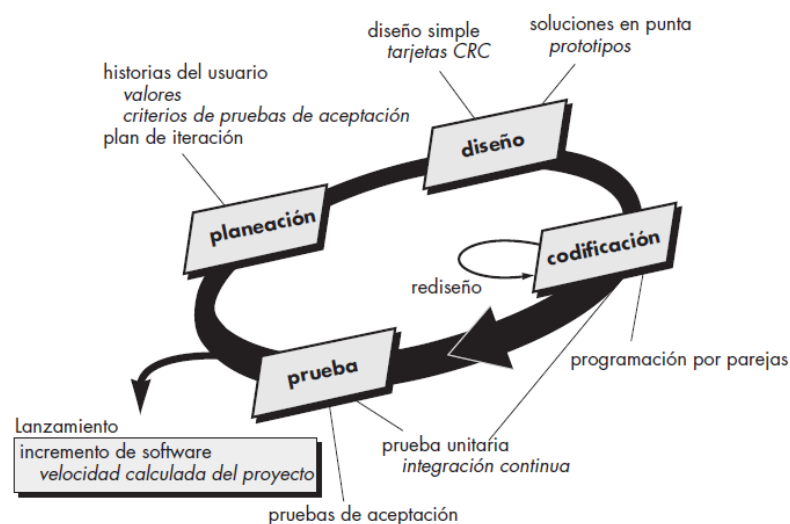 diseño simple
tarjetas CRC
soluciones en punta
prototipos
historias del usuario
valores
criterios de pruebas de aceptación
plan de iteración
diseño
planeación
codificación
rediseño
prueba
programación por parejas
Lanzamiento
incremento de software
velocidad calculada del proyecto
prueba unitaria
integración continua
pruebas de aceptación